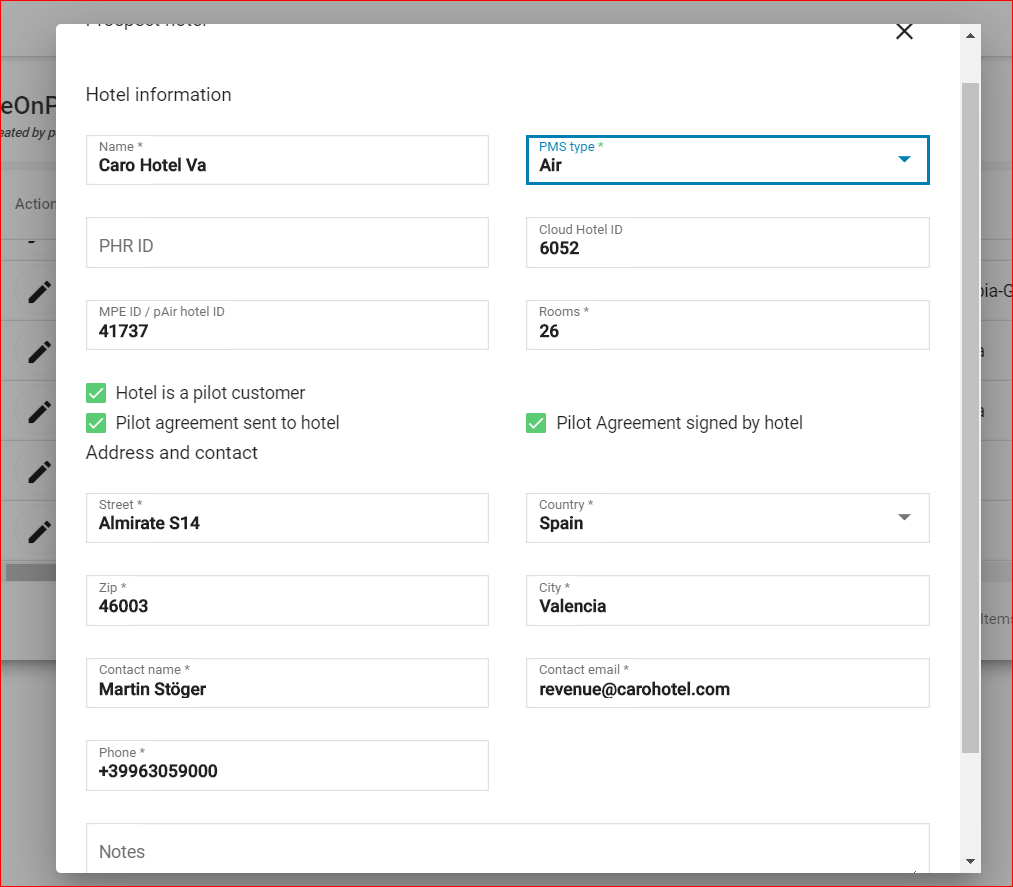 Prospect hotel
Hotel information
Name *
Caro Hotel Va
PMS type *
Air
PHR ID
Cloud Hotel ID
6052
MPE ID / pAir hotel ID
41737
Rooms *
26
Hotel is a pilot customer
Pilot agreement sent to hotel
Pilot Agreement signed by hotel
Address and contact
Street *
Almirate S14
Country *
Spain
Zip *
46003
City *
Valencia
Contact name *
Martin Stöger
Contact email *
revenue@carohotel.com
Phone *
+39963059000
Notes
eOnP
eated by p
Action
oia-G
a
a
Items